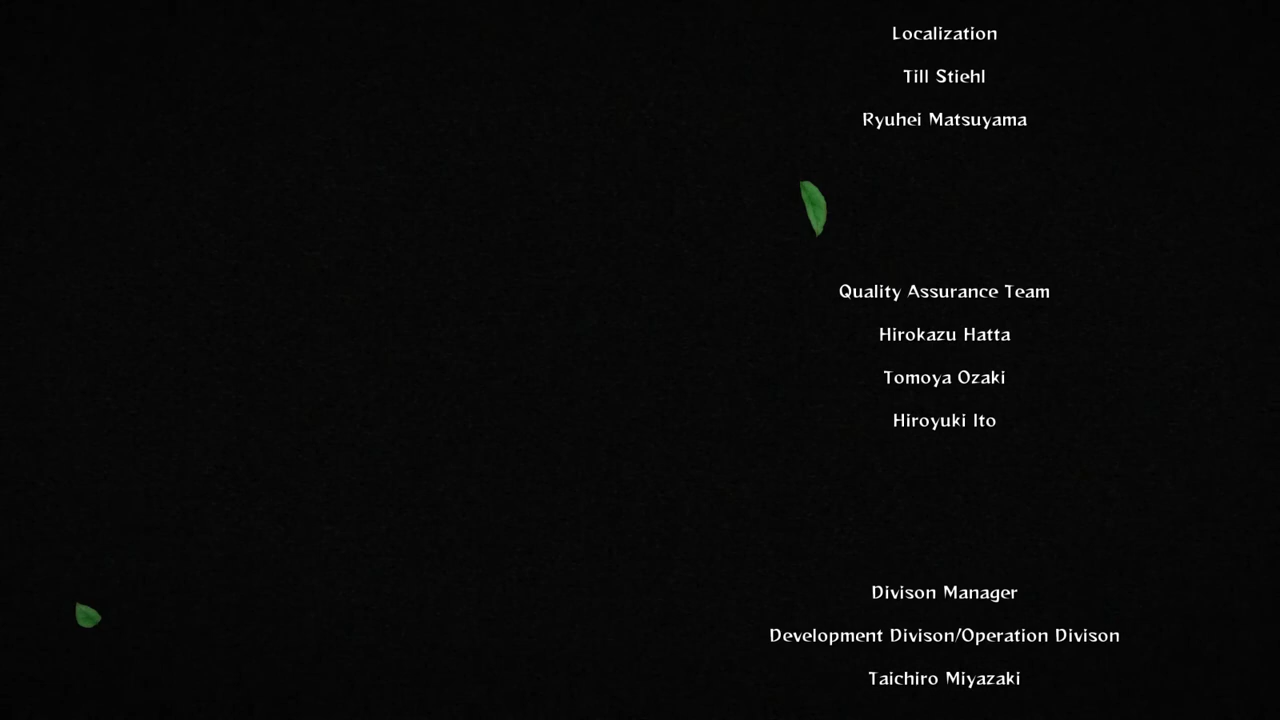 Localization
Till Stiehl
Ryuhei Matsuyama
Quality Assurance Team
Hirokazu Hatta
Tomoya Ozaki
Hiroyuki Ito
Divison Manager
Development Divison/Operation Divison
Taichiro Miyazaki